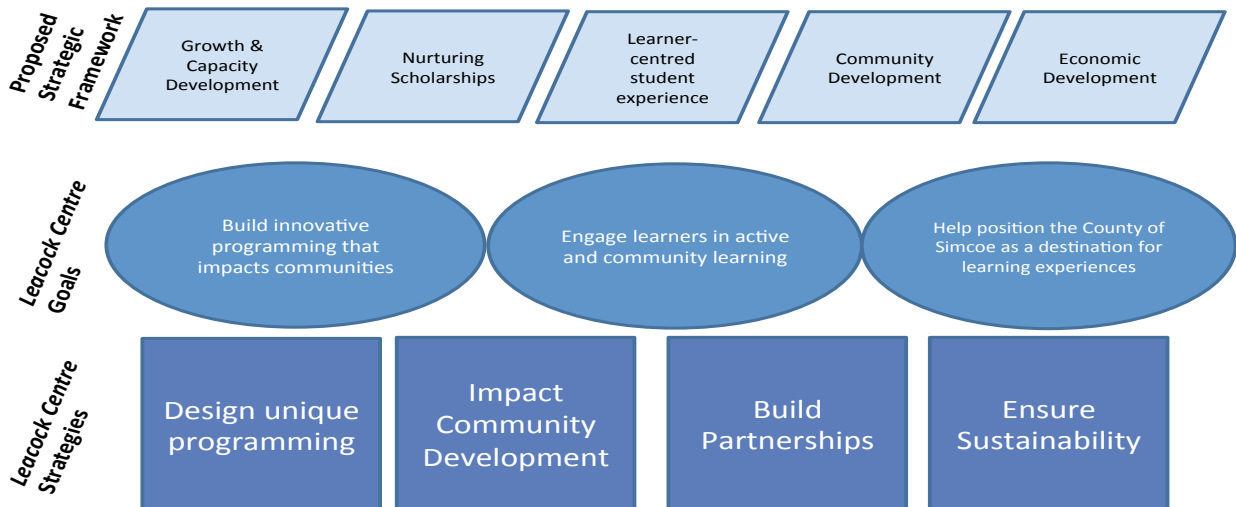 Proposed
Strategic
Framework
Growth &
Capacity
Development
Nurturing
Scholarships
Learner-
centred
student
experience
Community
Development
Economic
Development
Leacock Centre
Goals
Build innovative
programming that
impacts communities
Engage learners in active
and community learning
Help position the County of
Simcoe as a destination for
learning experiences
Leacock Centre
Strategies
Design unique
programming
Impact
Community
Development
Build
Partnerships
Ensure
Sustainability